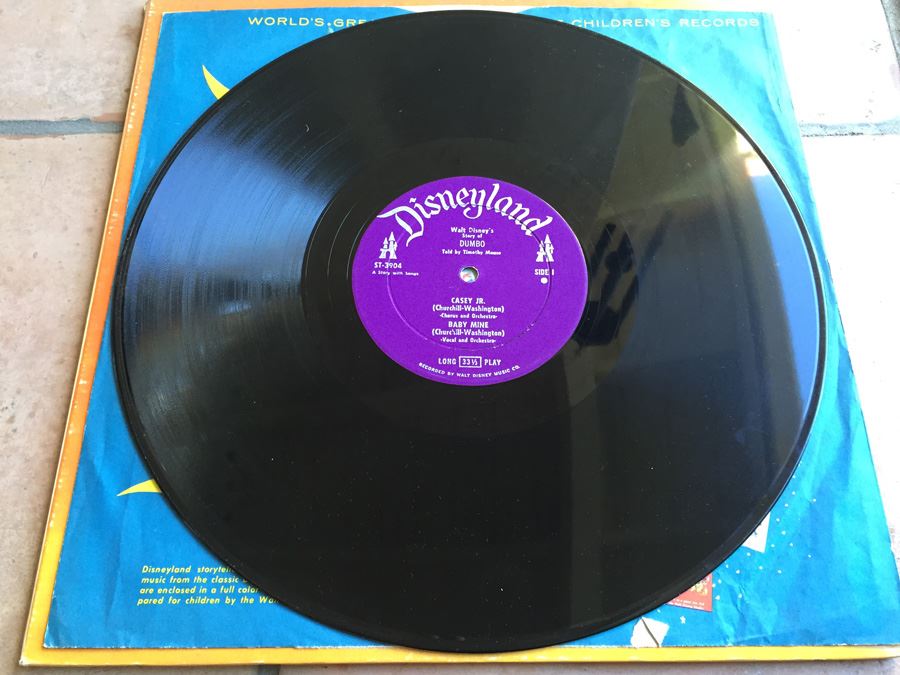 WORLD'S GRE
CHILDREN'S RECORDS
Disneyland
Walt Disney's
Story of
DUMBO
Told by Timothy Mouse
ST-3904
A Story with Songs
SIDE 1
CASEY JR.
(Churchill-Washington)
-Chorus and Orchestra-
BABY MINE
(Churchill-Washington)
-Vocal and Orchestra-
LONG 33⅓ PLAY
RECORDED BY WALT DISNEY MUSIC CO.
Disneyland storytell
music from the classic
are enclosed in a full color
pared for children by the Wa